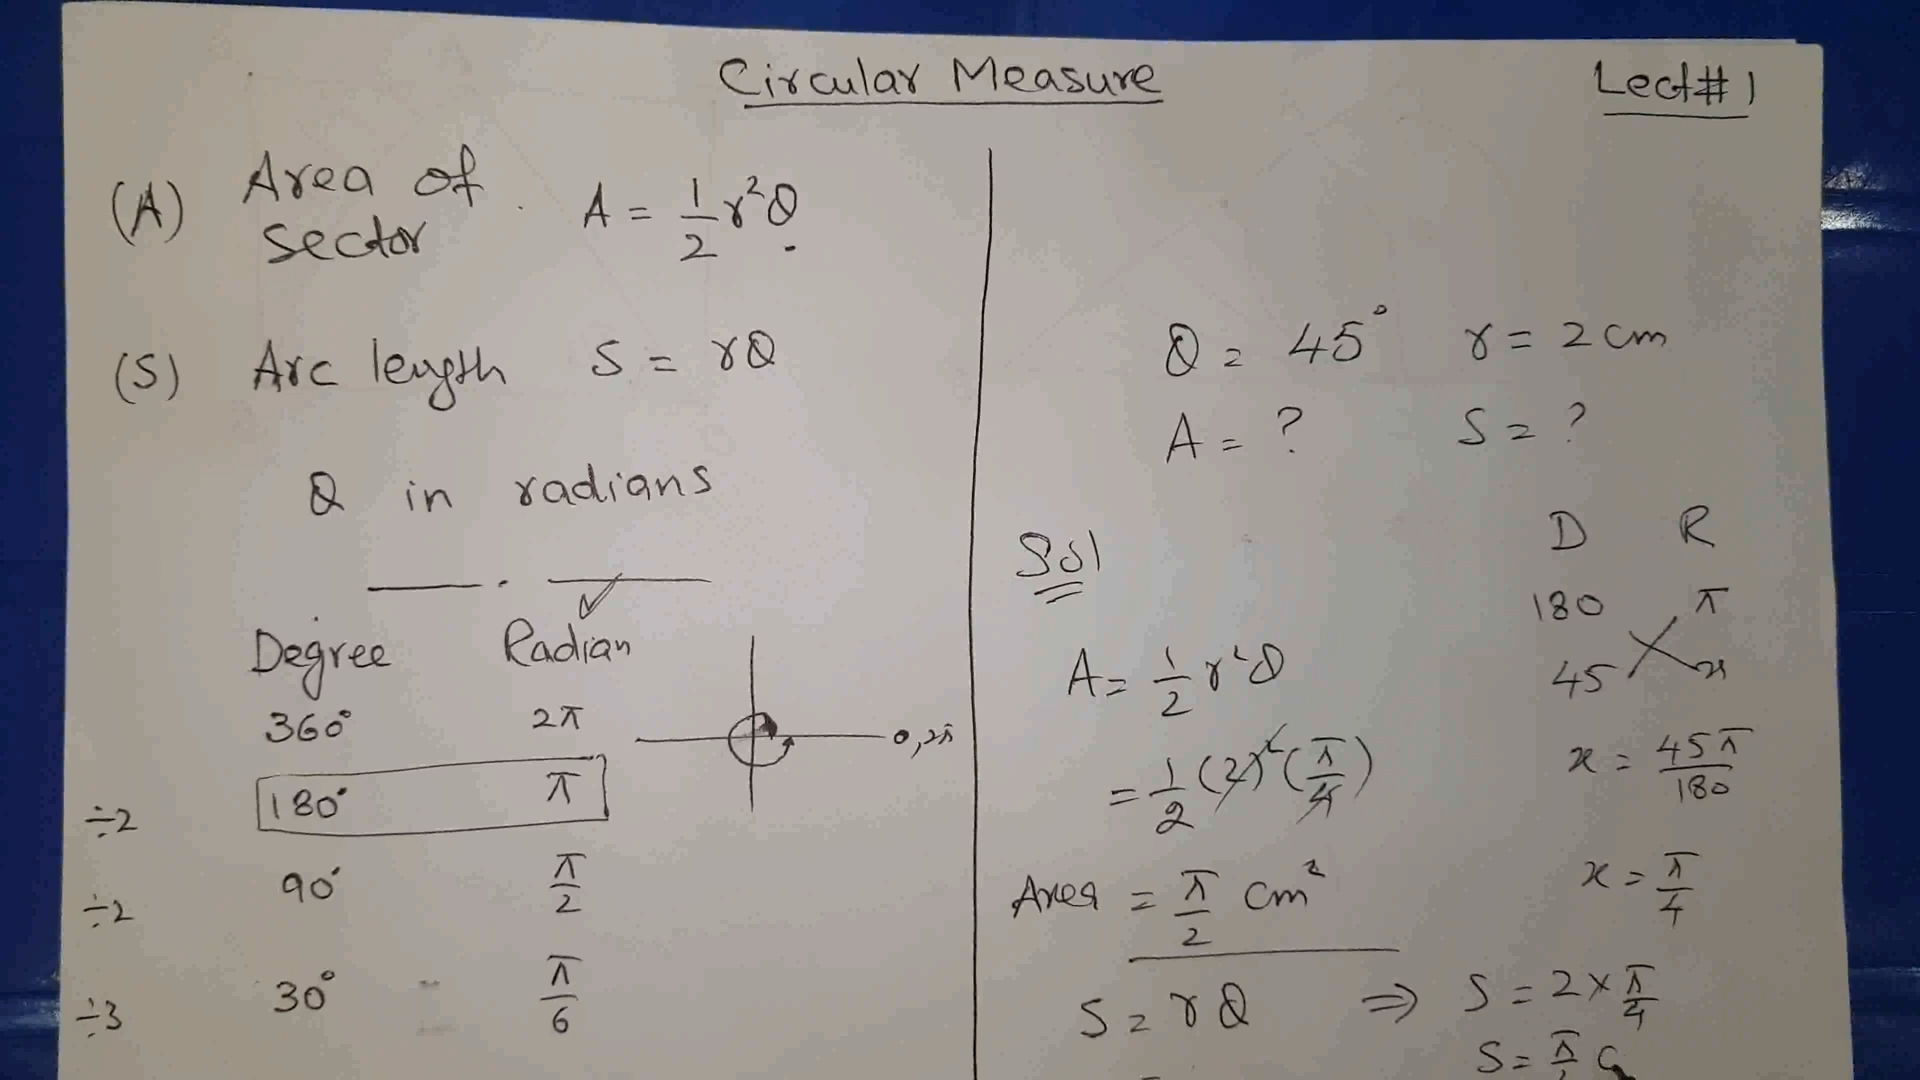 Circular Measure
Lect# 1
(A) Area of sector A = 1/2 r²θ
(S) Arc length S = rθ
θ in radians
Degree Radian
360° 2π
0, 2π
÷2 180° π
÷2 90° π/2
÷3 30° π/6
θ = 45° r = 2 cm
A = ? S = ?
Sol
D R
180 π
45 x
x = 45π/180
x = π/4
A = 1/2 r²θ
= 1/2 (2)² (π/4)
Area = π/2 cm²
S = rθ ⇒ S = 2 × π/4
S = π